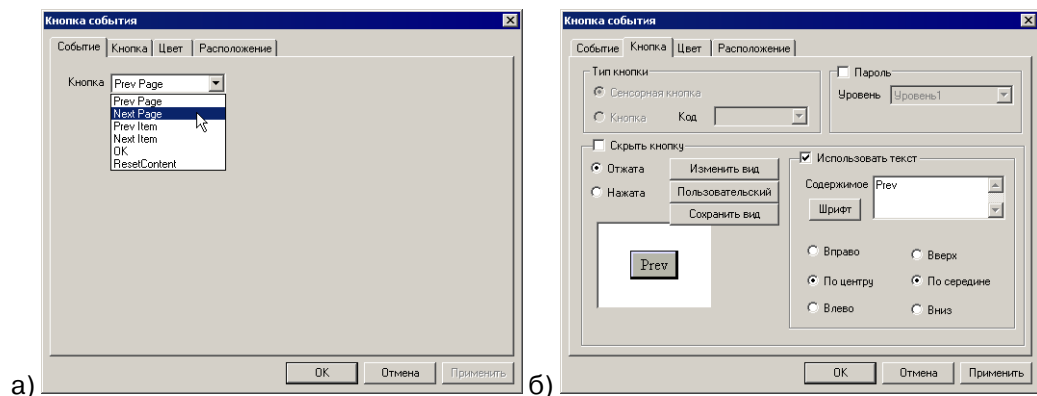 Кнопка события
Событие Кнопка Цвет Расположение
Кнопка Prev Page
Prev Page
Next Page
Prev Item
Next Item
OK
ResetContent
OK Отмена Применить
а)
Кнопка события
Событие Кнопка Цвет Расположение
Тип кнопки
Сенсорная кнопка
Кнопка Код
Пароль
Уровень Уровень1
Скрыть кнопку
Отжата Изменить вид
Нажата Пользовательский
Сохранить вид
Prev
Использовать текст
Содержимое Prev
Шрифт
Вправо Вверх
По центру По середине
Влево Вниз
OK Отмена Применить
б)